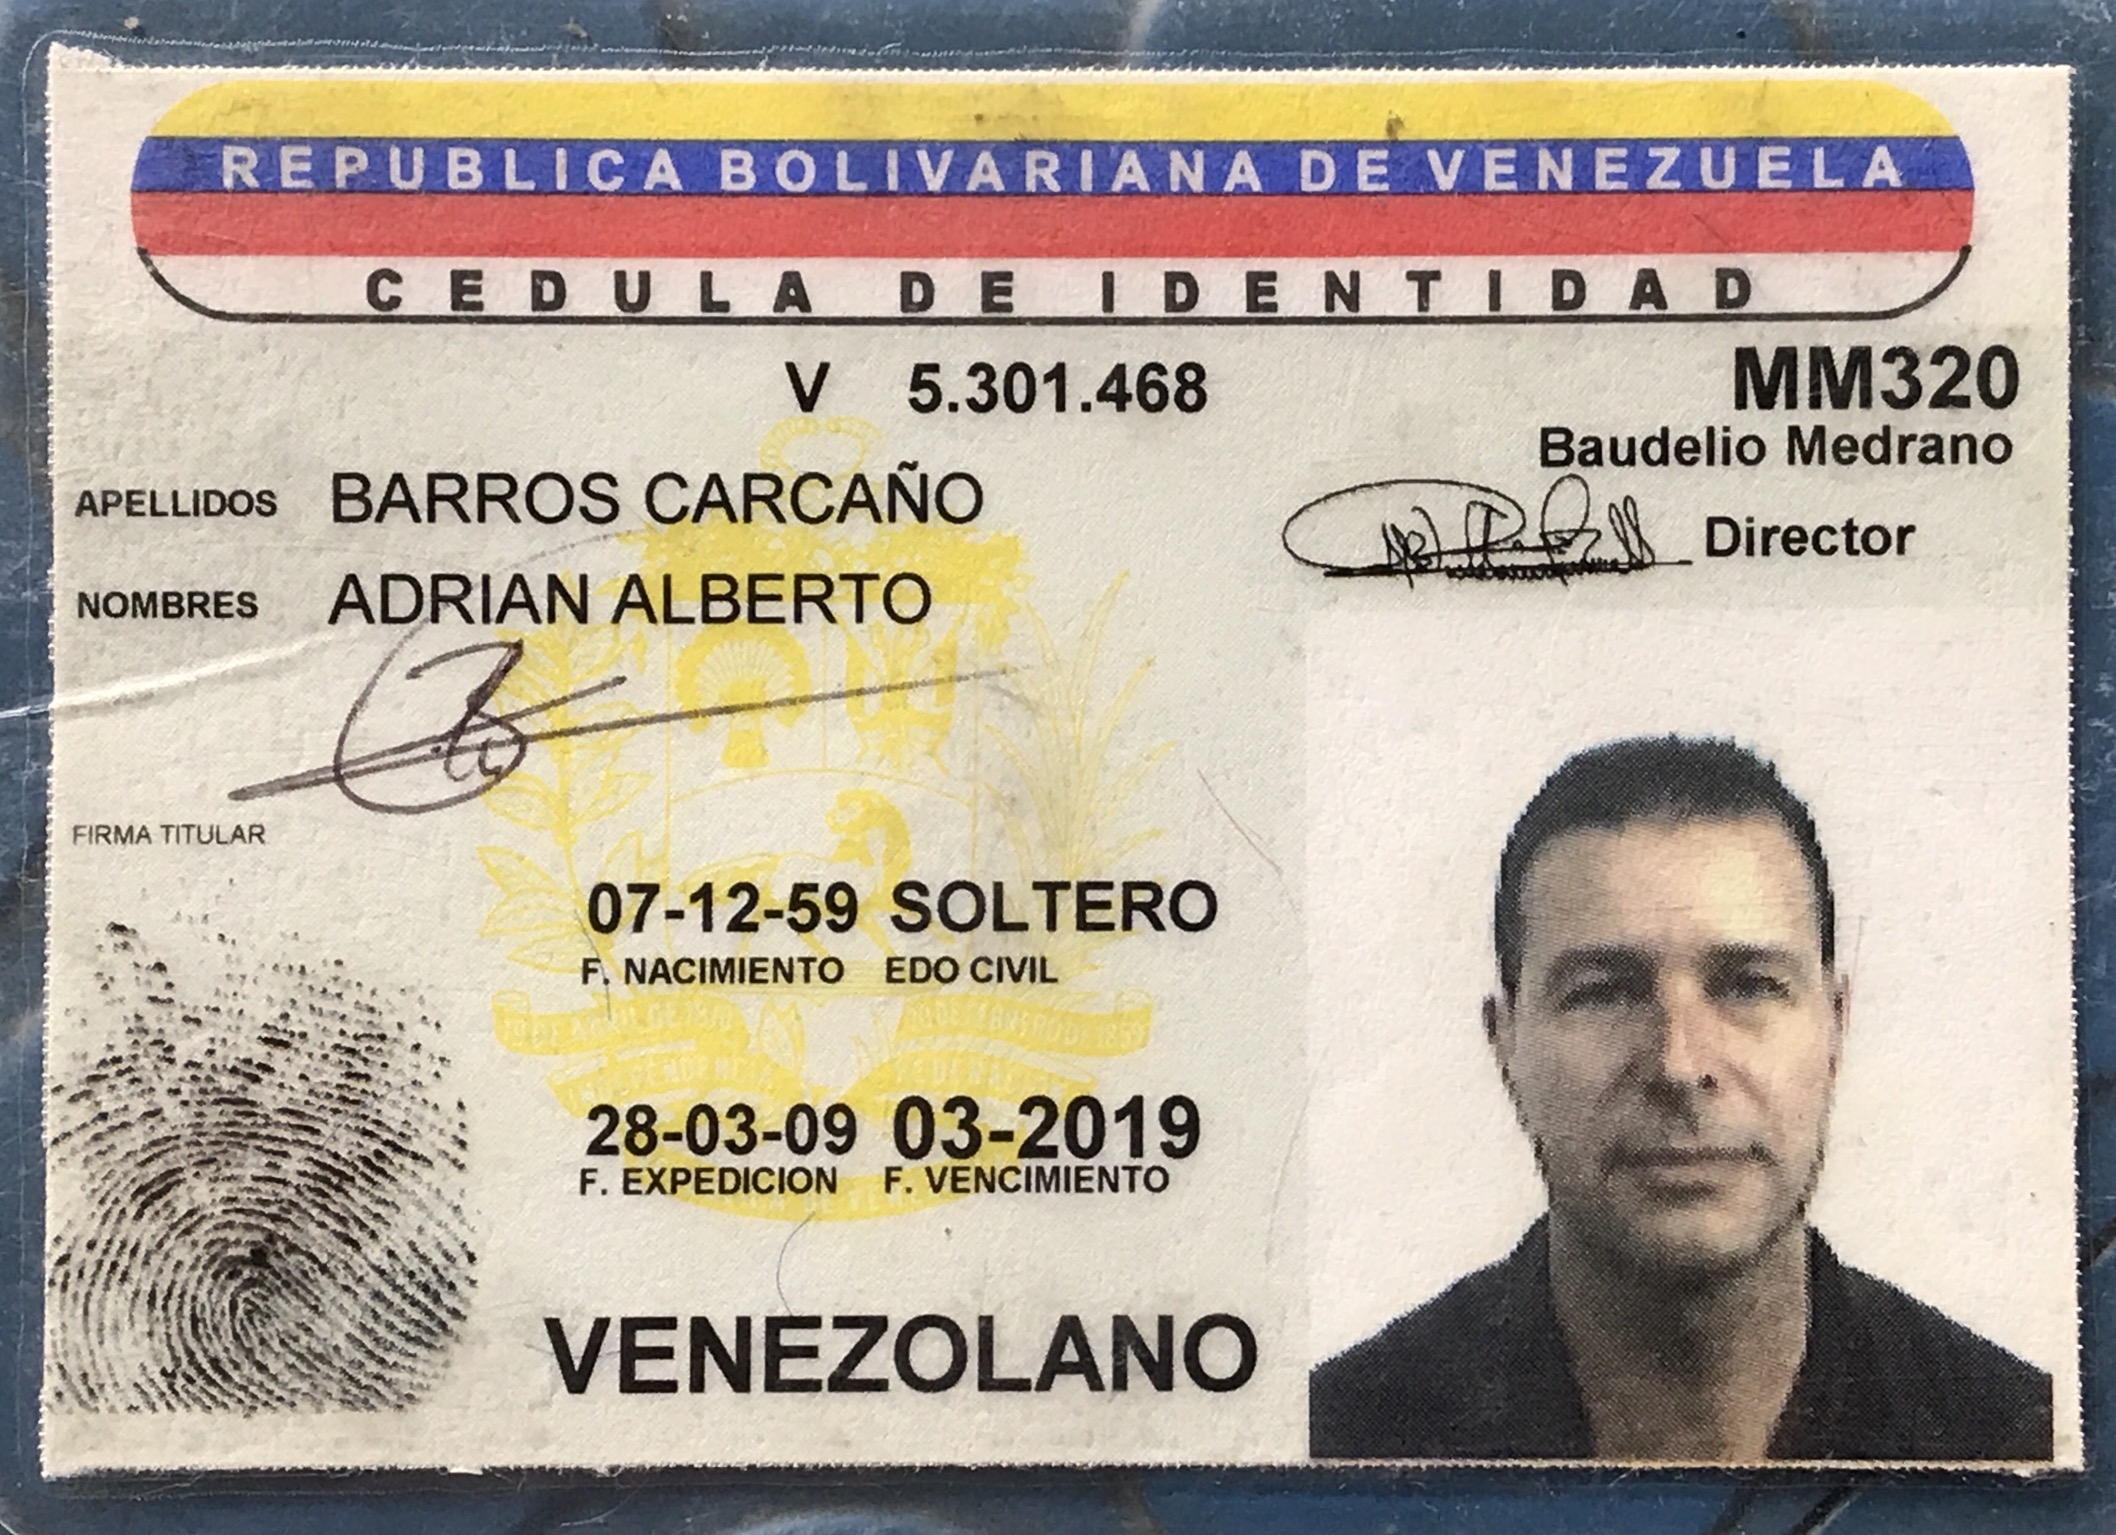 REPUBLICA BOLIVARIANA DE VENEZUELA
CEDULA DE IDENTIDAD
V 5.301.468
MM320
Baudelio Medrano
Director
APELLIDOS BARROS CARCAÑO
NOMBRES ADRIAN ALBERTO
FIRMA TITULAR
07-12-59 SOLTERO
F. NACIMIENTO EDO CIVIL
28-03-09 03-2019
F. EXPEDICION F. VENCIMIENTO
VENEZOLANO